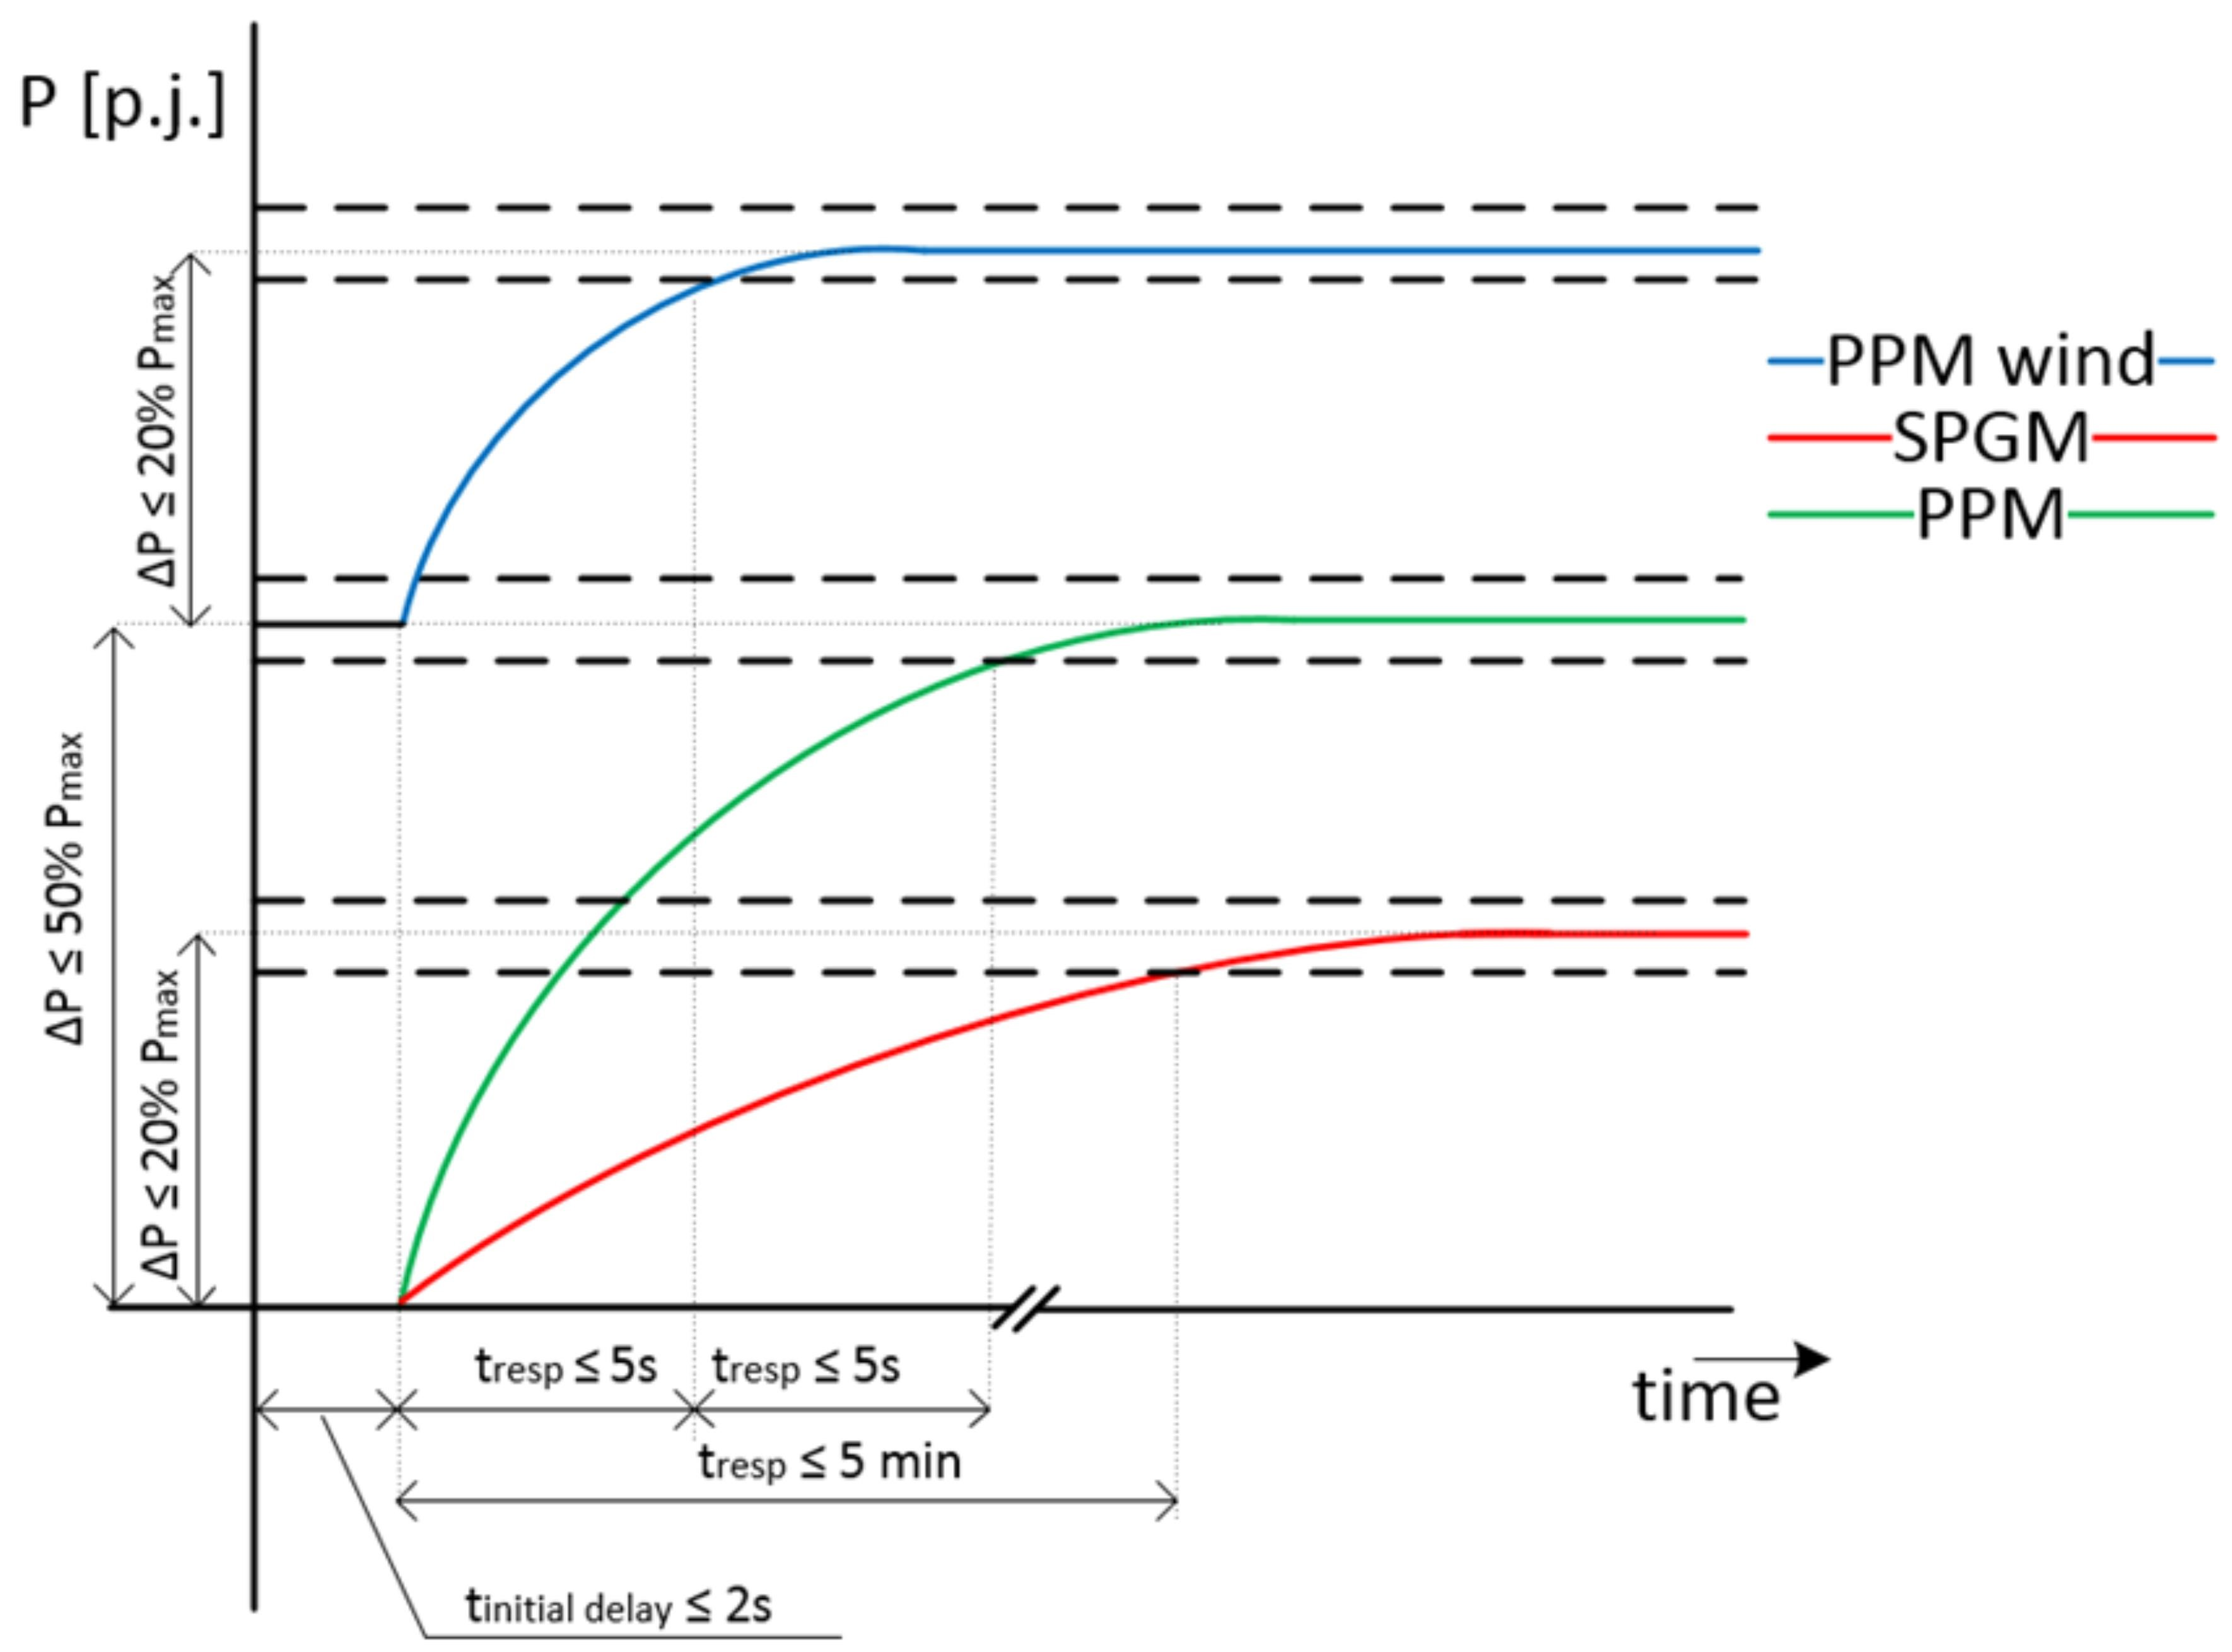 P [p.j.]
ΔP ≤ 20% Pmax
PPM wind
SPGM
PPM
ΔP ≤ 50% Pmax
ΔP ≤ 20% Pmax
tresp ≤ 5s
tresp ≤ 5s
time
tresp ≤ 5 min
tinitial delay ≤ 2s